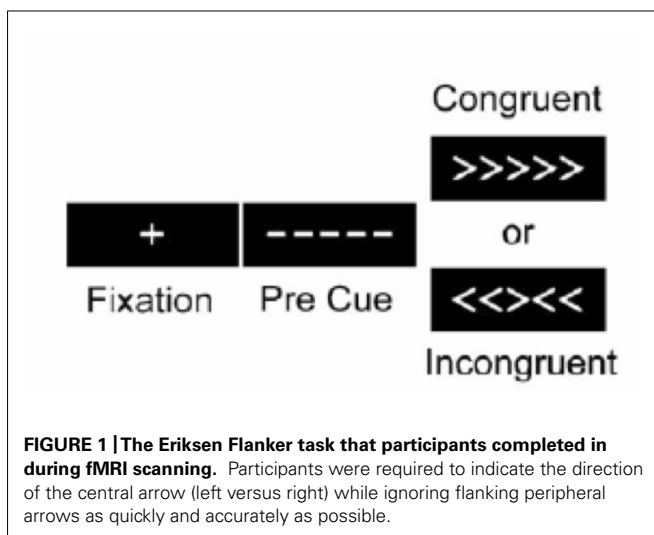 Congruent
>>>>>
+
-----
or
Fixation
Pre Cue
<<><<
Incongruent
FIGURE 1 | The Eriksen Flanker task that participants completed in
during fMRI scanning. Participants were required to indicate the direction
of the central arrow (left versus right) while ignoring flanking peripheral
arrows as quickly and accurately as possible.